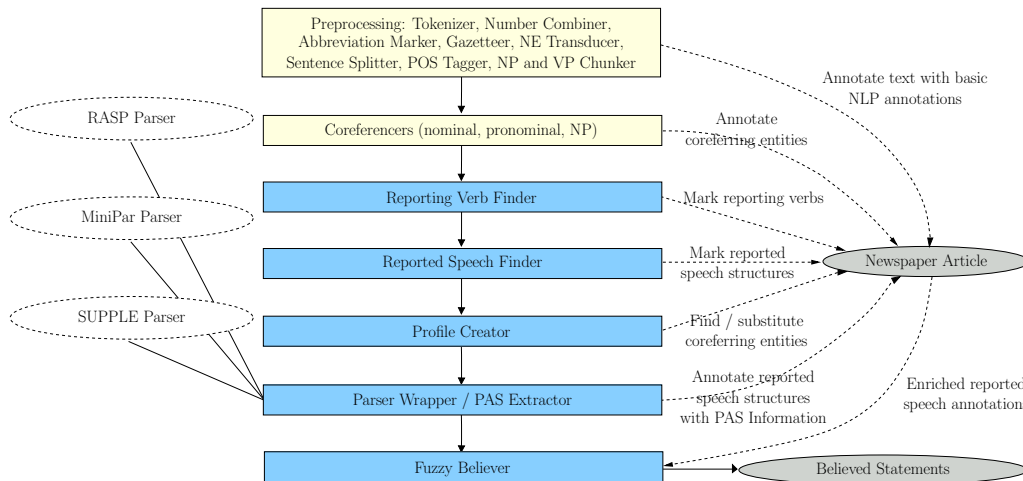 Preprocessing: Tokenizer, Number Combiner,
Abbreviation Marker, Gazetteer, NE Transducer,
Sentence Splitter, POS Tagger, NP and VP Chunker
Annotate text with basic
NLP annotations
RASP Parser
Coreferencers (nominal, pronominal, NP)
Annotate
coreferring entities
Reporting Verb Finder
Mark reporting verbs
MiniPar Parser
Reported Speech Finder
Mark reported
speech structures
Newspaper Article
SUPPLE Parser
Profile Creator
Find / substitute
coreferring entities
Parser Wrapper / PAS Extractor
Annotate reported
speech structures
with PAS Information
Enriched reported
speech annotation
Fuzzy Believer
Believed Statements